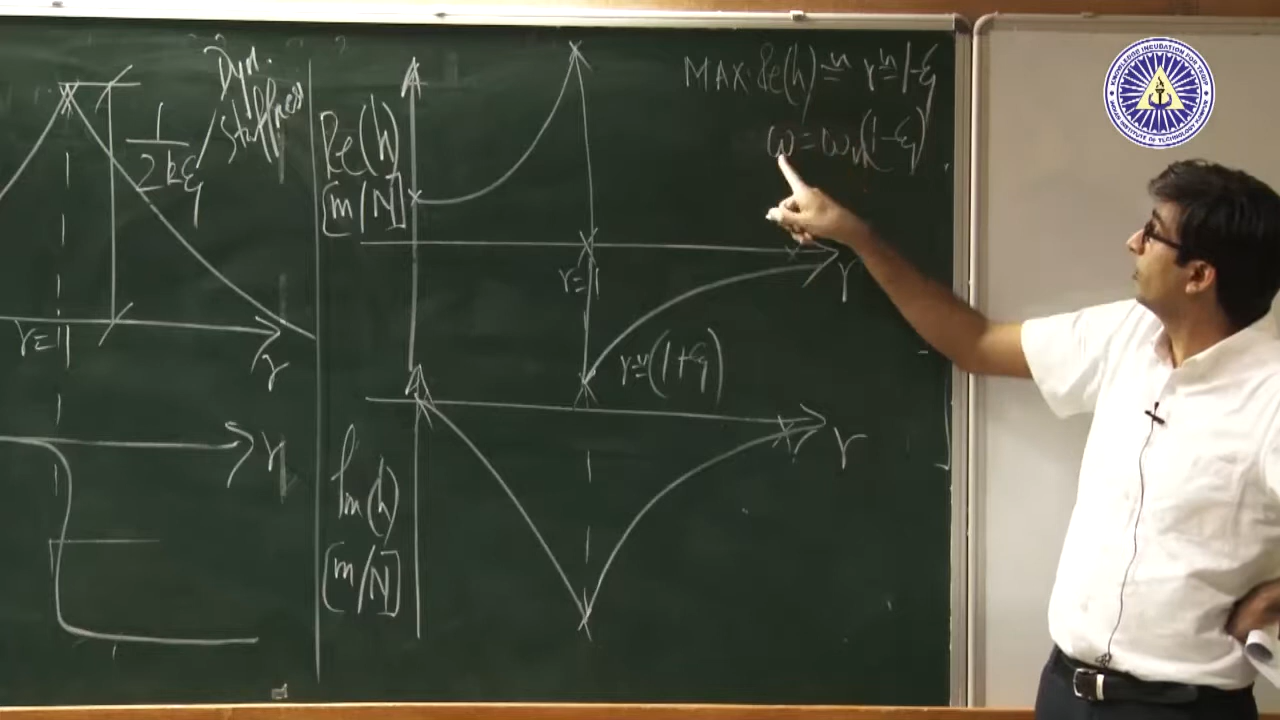 Dyn.
Stiffness
1
2kξ
r=1
r
r
Re(h)
[m/N]
r=1
r
r≃(1+ξ)
MAX. Re(h) ≃ r≃1-ξ
ω=ωn(1-ξ)
Im(h)
[m/N]
r